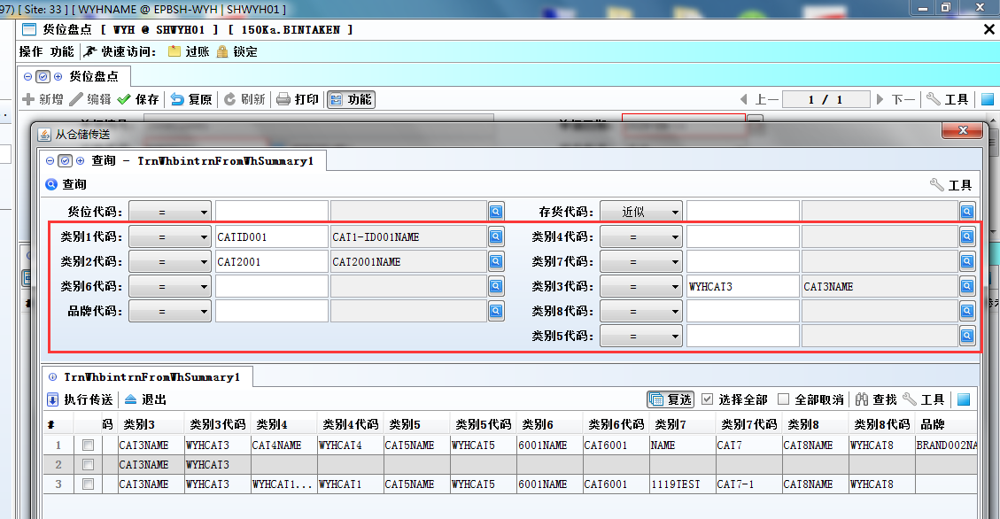 97) [ Site: 33 ] [ WYHNAME @ EPBSH-WYH | SHWYH01 ]
货位盘点 [ WYH @ SHWYH01 ] [ 150Ka.BINTAKEN ]
操作 功能 快速访问: 过账 锁定
货位盘点
新增 编辑 保存 复原 刷新 打印 功能 上一 1 / 1 下一 工具
从仓储传送
查询 - TrnWhbintrnFromWhSummary1
查询 工具
货位代码: = 存货代码: 近似
类别1代码: = CATID001 CAT1-ID001NAME 类别4代码: =
类别2代码: = CAT2001 CAT2001NAME 类别7代码: =
类别6代码: = 类别3代码: = WYHCAT3 CAT3NAME
品牌代码: = 类别8代码: =
类别5代码: =
TrnWhbintrnFromWhSummary1
执行传送 退出 复选 选择全部 全部取消 查找 工具
# 码 类别3 类别3代码 类别4 类别4代码 类别5 类别5代码 类别6 类别6代码 类别7 类别7代码 类别8 类别8代码 品牌
1 CAT3NAME WYHCAT3 CAT4NAME WYHCAT4 CAT5NAME WYHCAT5 6001NAME CAT6001 NAME CAT7 CAT8NAME WYHCAT8 BRAND002NA
2 CAT3NAME WYHCAT3
3 CAT3NAME WYHCAT3 WYHCAT1... WYHCAT1 CAT5NAME WYHCAT5 6001NAME CAT6001 1119TEST CAT7-1 CAT8NAME WYHCAT8